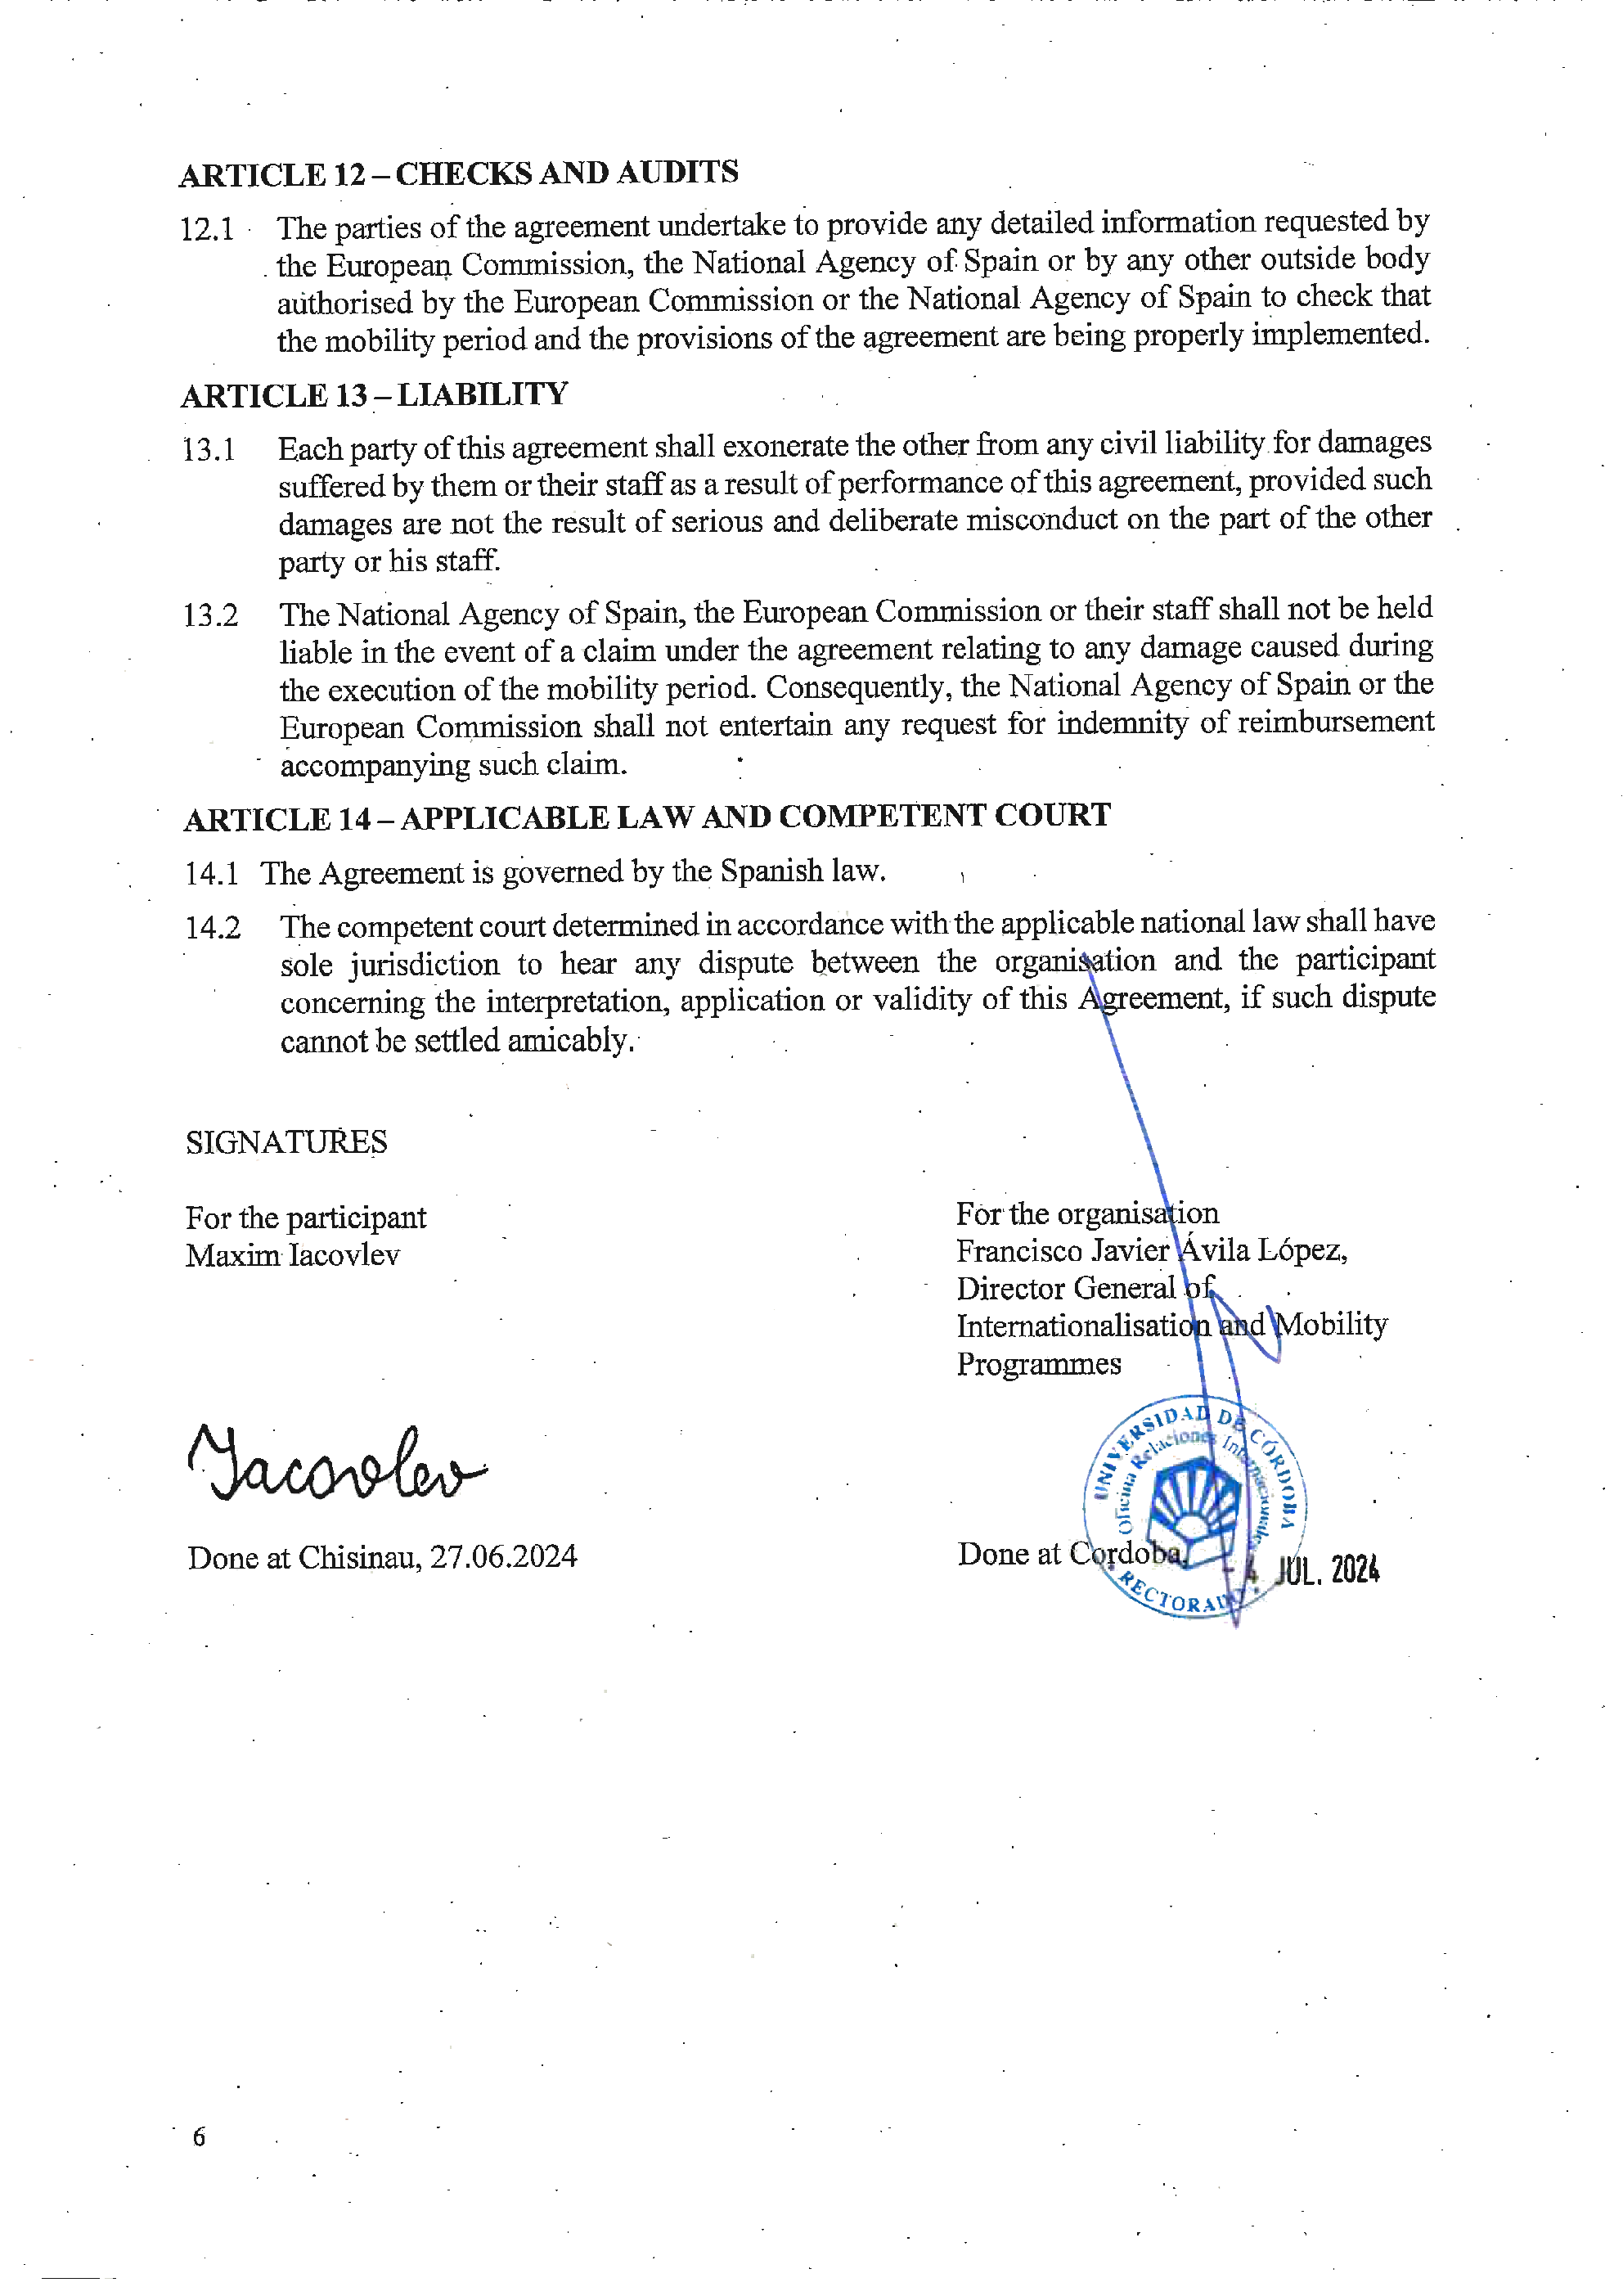 ARTICLE 12 – CHECKS AND AUDITS
12.1 The parties of the agreement undertake to provide any detailed information requested by
the European Commission, the National Agency of Spain or by any other outside body
authorised by the European Commission or the National Agency of Spain to check that
the mobility period and the provisions of the agreement are being properly implemented.
ARTICLE 13 – LIABILITY
13.1 Each party of this agreement shall exonerate the other from any civil liability for damages
suffered by them or their staff as a result of performance of this agreement, provided such
damages are not the result of serious and deliberate misconduct on the part of the other
party or his staff.
13.2 The National Agency of Spain, the European Commission or their staff shall not be held
liable in the event of a claim under the agreement relating to any damage caused during
the execution of the mobility period. Consequently, the National Agency of Spain or the
European Commission shall not entertain any request for indemnity of reimbursement
accompanying such claim.
ARTICLE 14 – APPLICABLE LAW AND COMPETENT COURT
14.1 The Agreement is governed by the Spanish law.
14.2 The competent court determined in accordance with the applicable national law shall have
sole jurisdiction to hear any dispute between the organisation and the participant
concerning the interpretation, application or validity of this Agreement, if such dispute
cannot be settled amicably.
SIGNATURES
For the participant
Maxim Iacovlev
For the organisation
Francisco Javier Ávila López,
Director General of
Internationalisation and Mobility
Programmes
Iacovlev
UNIVERSIDAD DE CÓRDOBA
Oficina Relaciones Internacionales
RECTORADO
Done at Chisinau, 27.06.2024
Done at Cordoba,
- 4 JUL. 2024
6